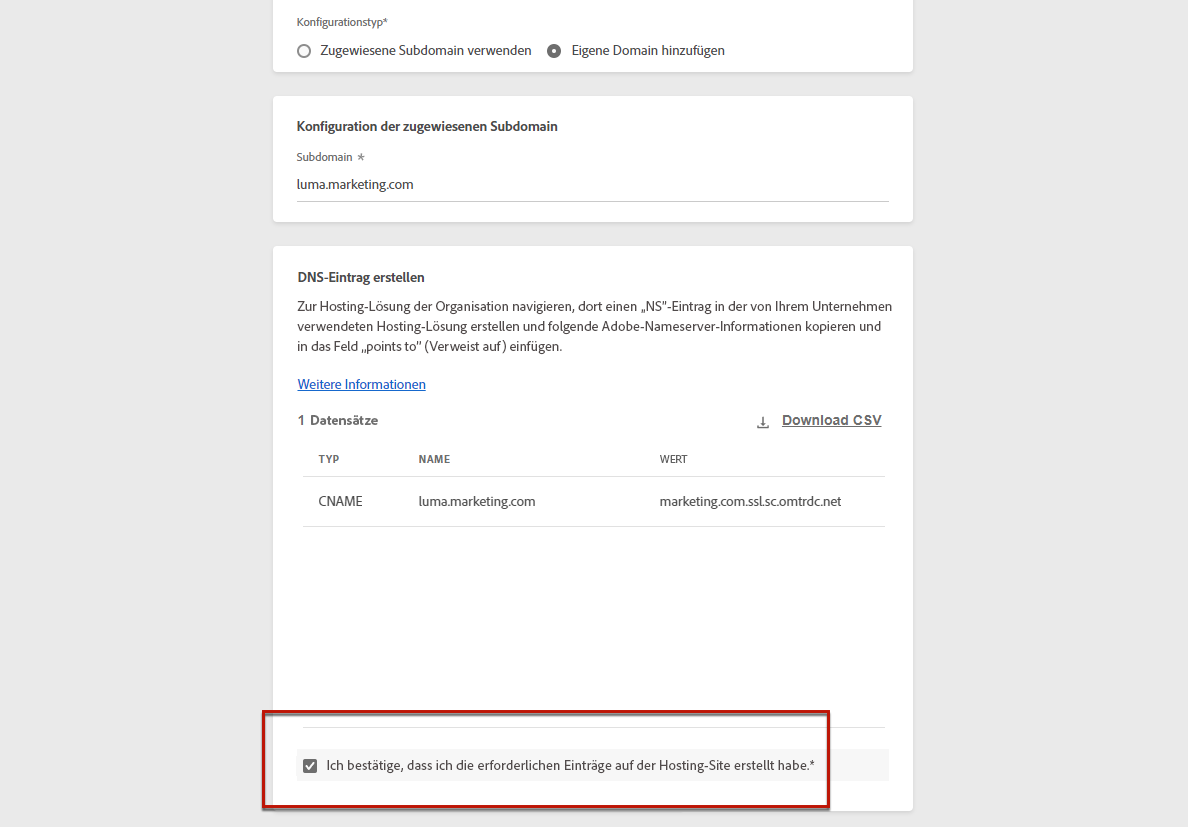 Konfigurationstyp*
Zugewiesene Subdomain verwenden Eigene Domain hinzufügen
Konfiguration der zugewiesenen Subdomain
Subdomain *
luma.marketing.com
DNS-Eintrag erstellen
Zur Hosting-Lösung der Organisation navigieren, dort einen „NS“-Eintrag in der von Ihrem Unternehmen
verwendeten Hosting-Lösung erstellen und folgende Adobe-Nameserver-Informationen kopieren und
in das Feld „points to“ (Verweist auf) einfügen.
Weitere Informationen
1 Datensätze Download CSV
TYP NAME WERT
CNAME luma.marketing.com marketing.com.ssl.sc.omtrdc.net
Ich bestätige, dass ich die erforderlichen Einträge auf der Hosting-Site erstellt habe.*